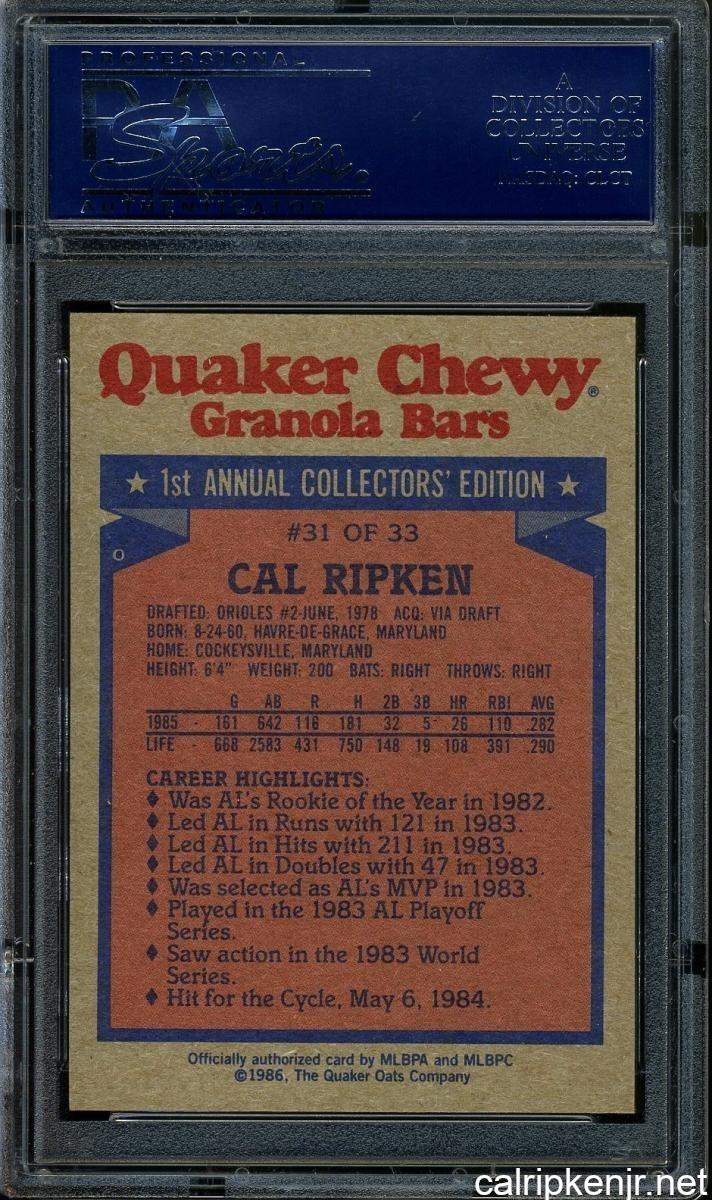 PROFESSIONAL
PSA
Sports.
AUTHENTICATOR
A
DIVISION OF
COLLECTORS
UNIVERSE
NASDAQ: CLCT
Quaker Chewy®
Granola Bars
★ 1st ANNUAL COLLECTORS' EDITION ★
#31 OF 33
CAL RIPKEN
DRAFTED: ORIOLES #2-JUNE, 1978 ACQ: VIA DRAFT
BORN: 8-24-60, HAVRE-DE-GRACE, MARYLAND
HOME: COCKEYSVILLE, MARYLAND
HEIGHT: 6'4" WEIGHT: 200 BATS: RIGHT THROWS: RIGHT
G AB R H 2B 3B HR RBI AVG
1985 - 161 642 116 181 32 5 26 110 .282
LIFE - 668 2583 431 750 148 19 108 391 .290
CAREER HIGHLIGHTS:
♦ Was AL's Rookie of the Year in 1982.
♦ Led AL in Runs with 121 in 1983.
♦ Led AL in Hits with 211 in 1983.
♦ Led AL in Doubles with 47 in 1983.
♦ Was selected as AL's MVP in 1983.
♦ Played in the 1983 AL Playoff
Series.
♦ Saw action in the 1983 World
Series.
♦ Hit for the Cycle, May 6, 1984.
Officially authorized card by MLBPA and MLBPC
©1986, The Quaker Oats Company
calripkenjr.net